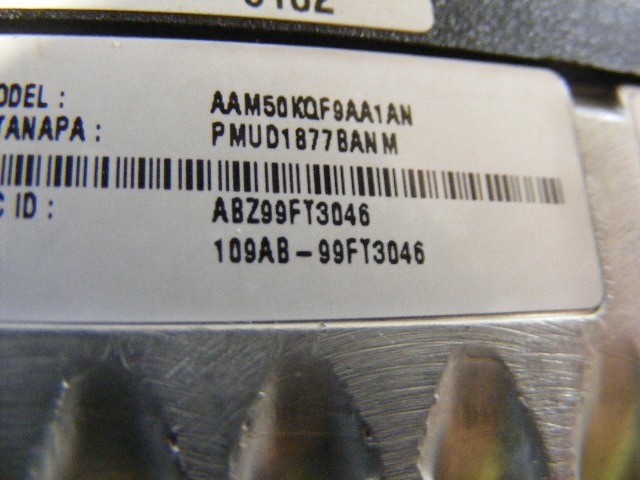 ODEL : AAM50KQF9AA1AN
TANAPA : PMUD1877BANM
C ID : ABZ99FT3046
109AB-99FT3046